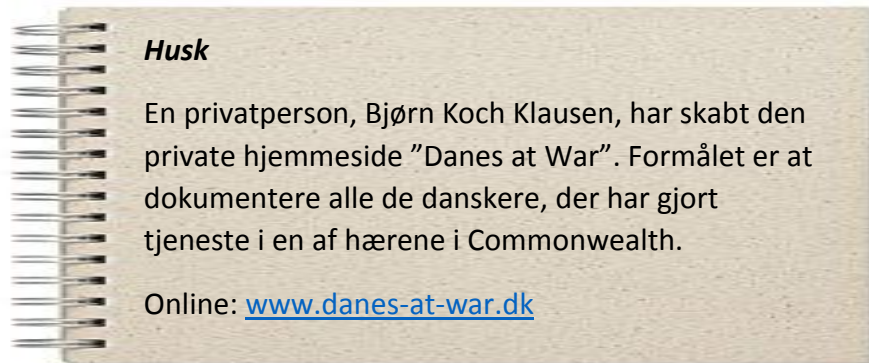 Husk
En privatperson, Bjørn Koch Klausen, har skabt den
private hjemmeside ”Danes at War”. Formålet er at
dokumentere alle de danskere, der har gjort
tjeneste i en af hærene i Commonwealth.
Online: www.danes-at-war.dk